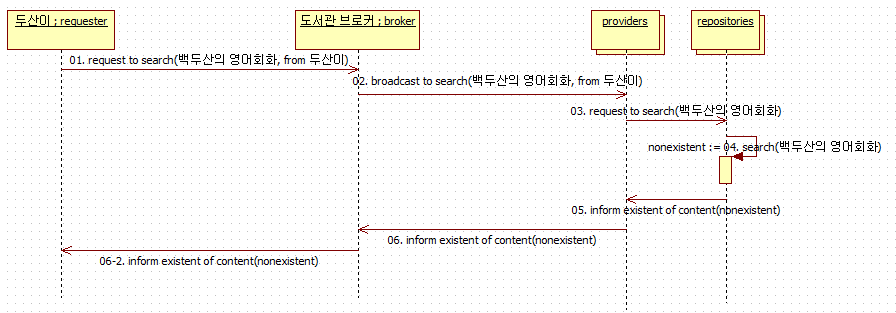 두산이 ; requester
도서관 브로커 ; broker
providers
repositories
01. request to search(백두산의 영어회화, from 두산이)
02. broadcast to search(백두산의 영어회화, from 두산이)
03. request to search(백두산의 영어회화)
nonexistent := 04. search(백두산의 영어회화)
05. inform existent of content(nonexistent)
06. inform existent of content(nonexistent)
06-2. inform existent of content(nonexistent)